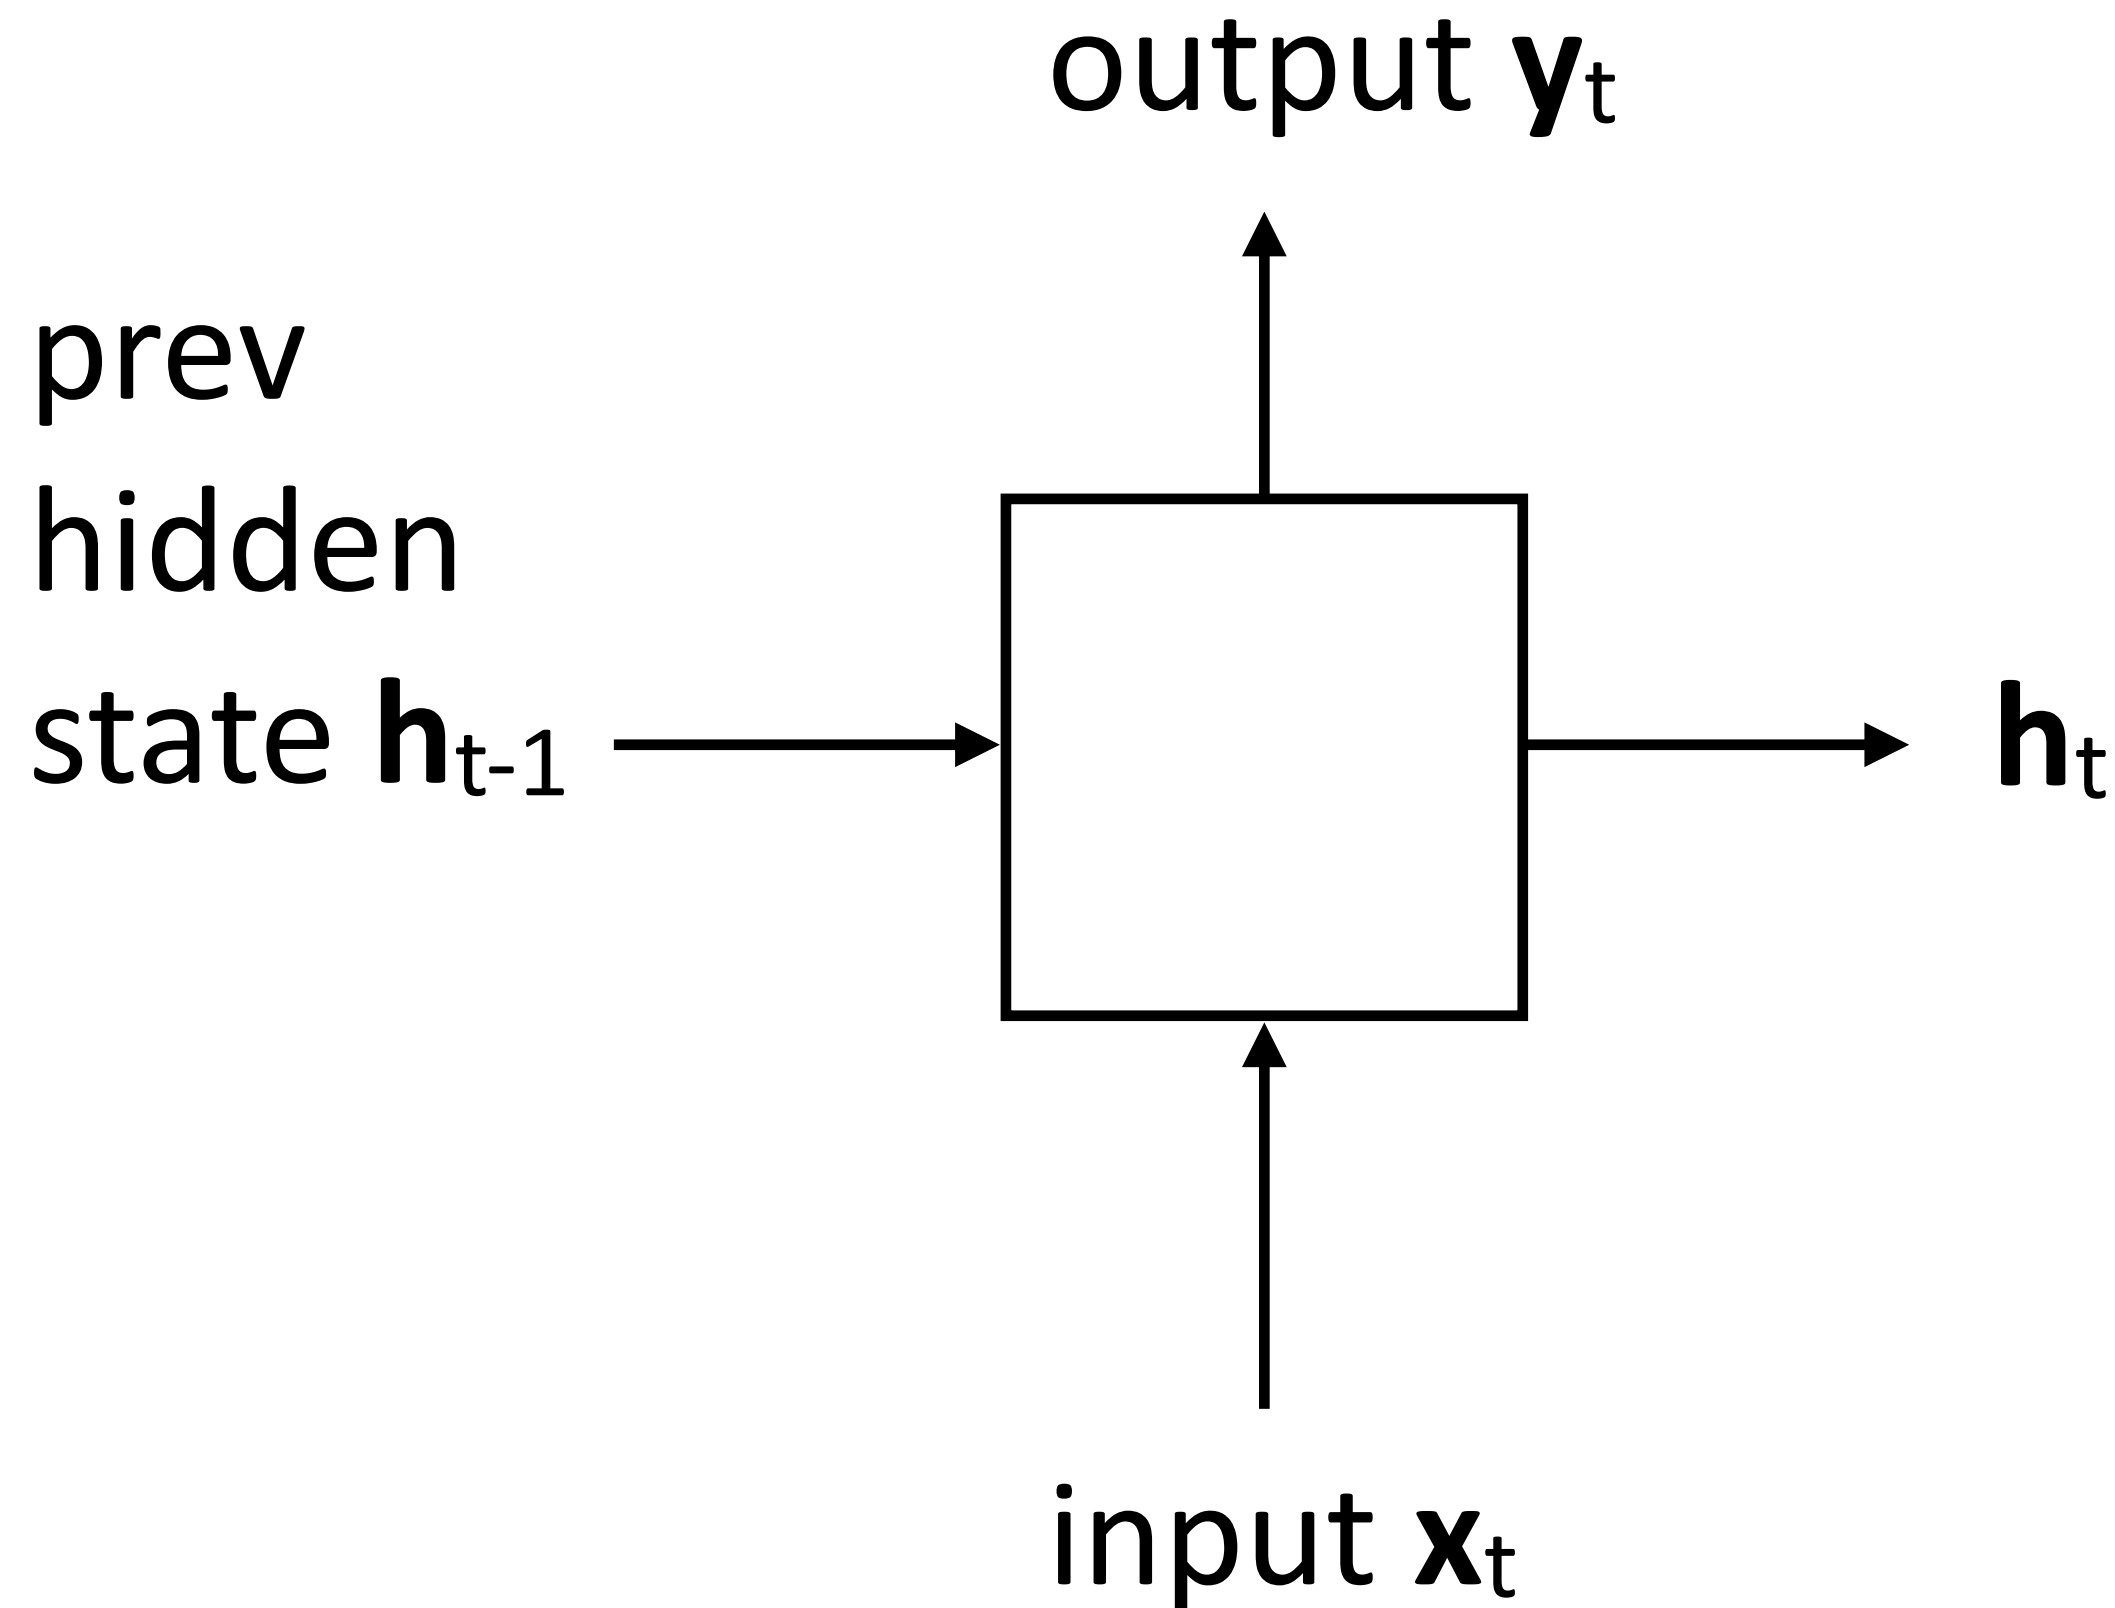 output yt
prev
hidden
state ht-1
ht
input xt